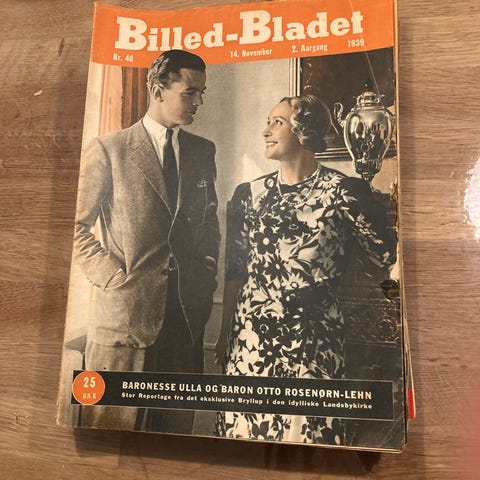 Billed-Bladet
Nr. 46 14. November 2. Aargang 1939
25
ØRE
BARONESSE ULLA OG BARON OTTO ROSENØRN-LEHN
Stor Reportage fra det eksklusive Bryllup i den idylliske Landsbykirke